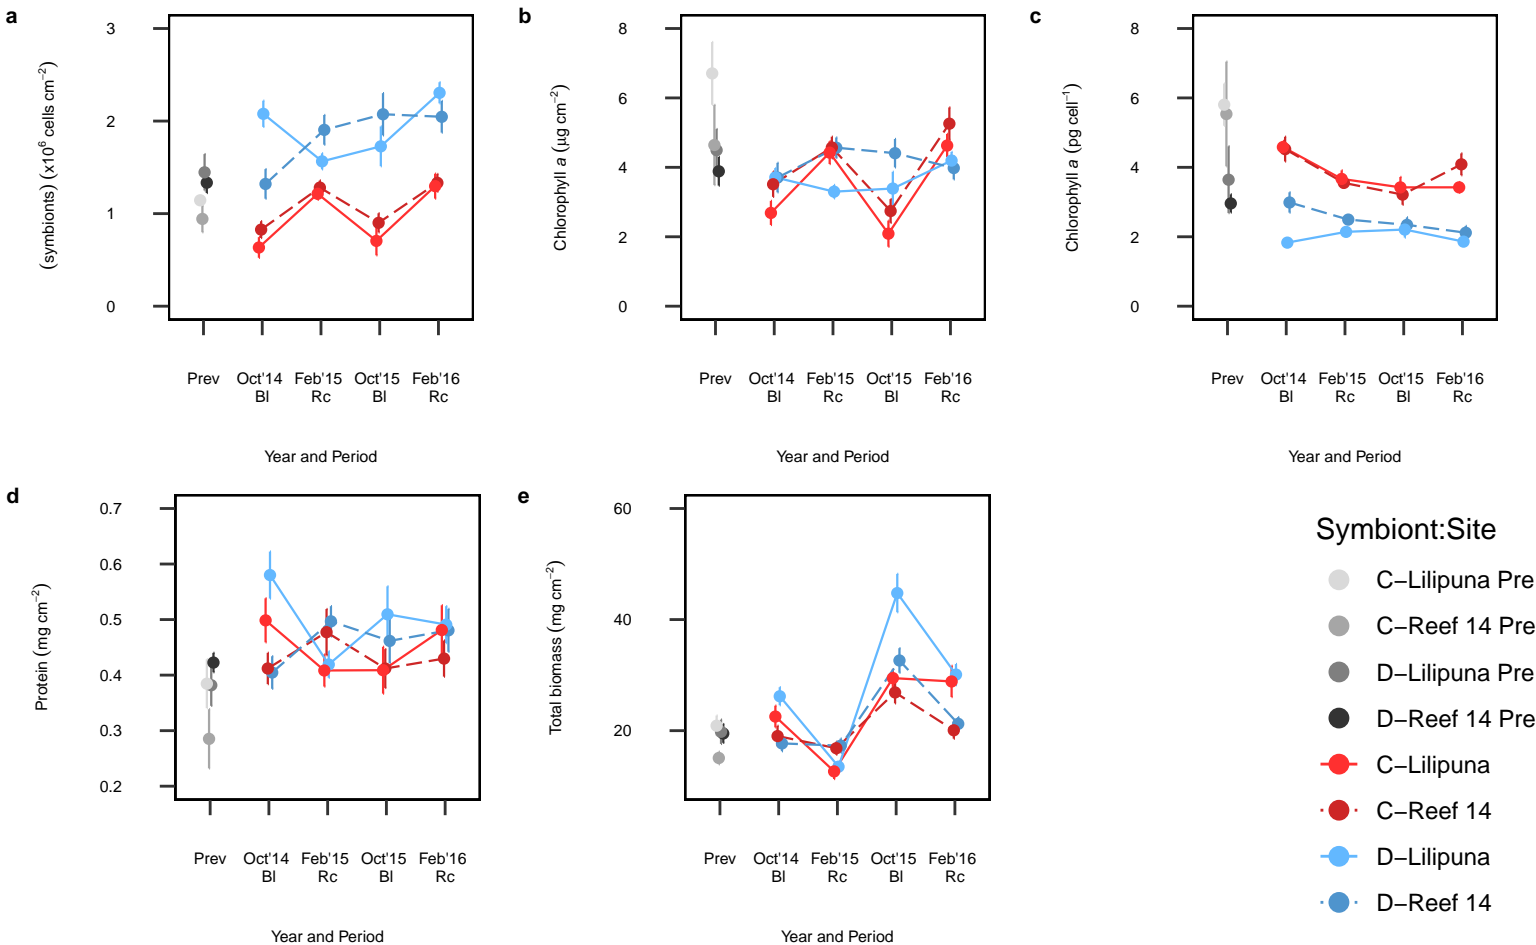 a
(symbionts) (x10⁶ cells cm⁻²)
3
2
1
0
Prev Oct'14 Feb'15 Oct'15 Feb'16
Bl Rc Bl Rc
Year and Period
b
Chlorophyll a (µg cm⁻²)
8
6
4
2
0
Prev Oct'14 Feb'15 Oct'15 Feb'16
Bl Rc Bl Rc
Year and Period
c
Chlorophyll a (pg cell⁻¹)
8
6
4
2
0
Prev Oct'14 Feb'15 Oct'15 Feb'16
Bl Rc Bl Rc
Year and Period
d
Protein (mg cm⁻²)
0.7
0.6
0.5
0.4
0.3
0.2
Prev Oct'14 Feb'15 Oct'15 Feb'16
Bl Rc Bl Rc
Year and Period
e
Total biomass (mg cm⁻²)
60
40
20
Prev Oct'14 Feb'15 Oct'15 Feb'16
Bl Rc Bl Rc
Year and Period
Symbiont:Site
C−Lilipuna Pre
C−Reef 14 Pre
D−Lilipuna Pre
D−Reef 14 Pre
C−Lilipuna
C−Reef 14
D−Lilipuna
D−Reef 14